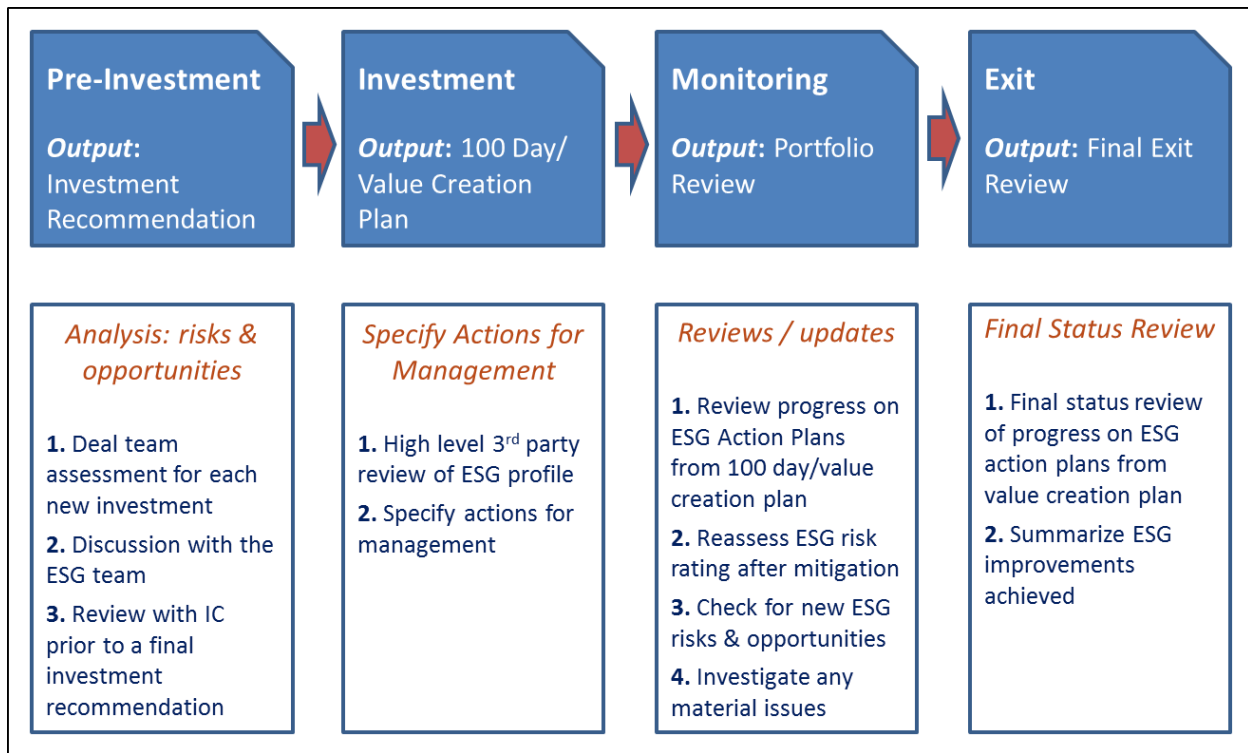 Pre-Investment
Output:
Investment
Recommendation
Investment
Output: 100 Day/
Value Creation
Plan
Monitoring
Output: Portfolio
Review
Exit
Output: Final Exit
Review
Analysis: risks &
opportunities
1. Deal team
assessment for each
new investment
2. Discussion with the
ESG team
3. Review with IC
prior to a final
investment
recommendation
Specify Actions for
Management
1. High level 3rd party
review of ESG profile
2. Specify actions for
management
Reviews / updates
1. Review progress on
ESG Action Plans
from 100 day/value
creation plan
2. Reassess ESG risk
rating after mitigation
3. Check for new ESG
risks & opportunities
4. Investigate any
material issues
Final Status Review
1. Final status review
of progress on ESG
action plans from
value creation plan
2. Summarize ESG
improvements
achieved